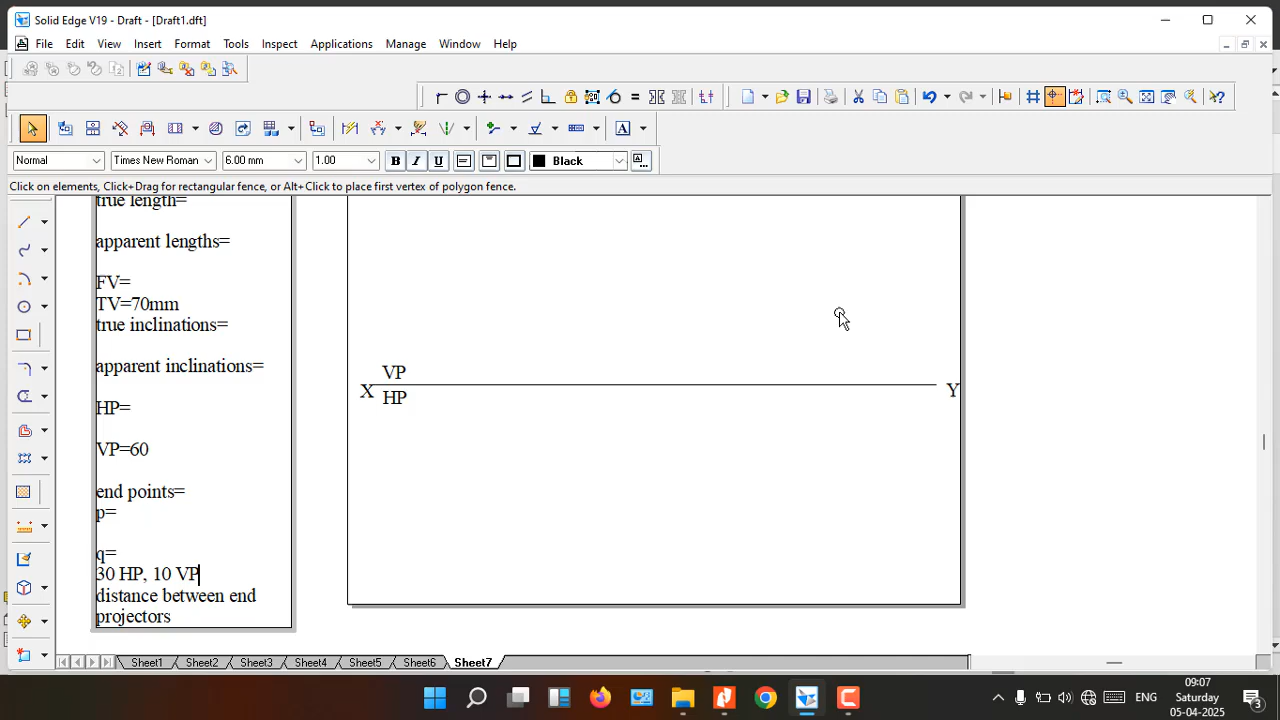 Solid Edge V19 - Draft - [Draft1.dft]
File Edit View Insert Format Tools Inspect Applications Manage Window Help
Normal Times New Roman 6.00 mm 1.00 B I U Black
Click on elements, Click+Drag for rectangular fence, or Alt+Click to place first vertex of polygon fence.
true length=
apparent lengths=
FV=
TV=70mm
true inclinations=
apparent inclinations=
HP=
VP=60
end points=
p=
q=
30 HP, 10 VP
distance between end
projectors
VP
X HP Y
Sheet1 Sheet2 Sheet3 Sheet4 Sheet5 Sheet6 Sheet7
ENG
09:07
Saturday
05-04-2025
3